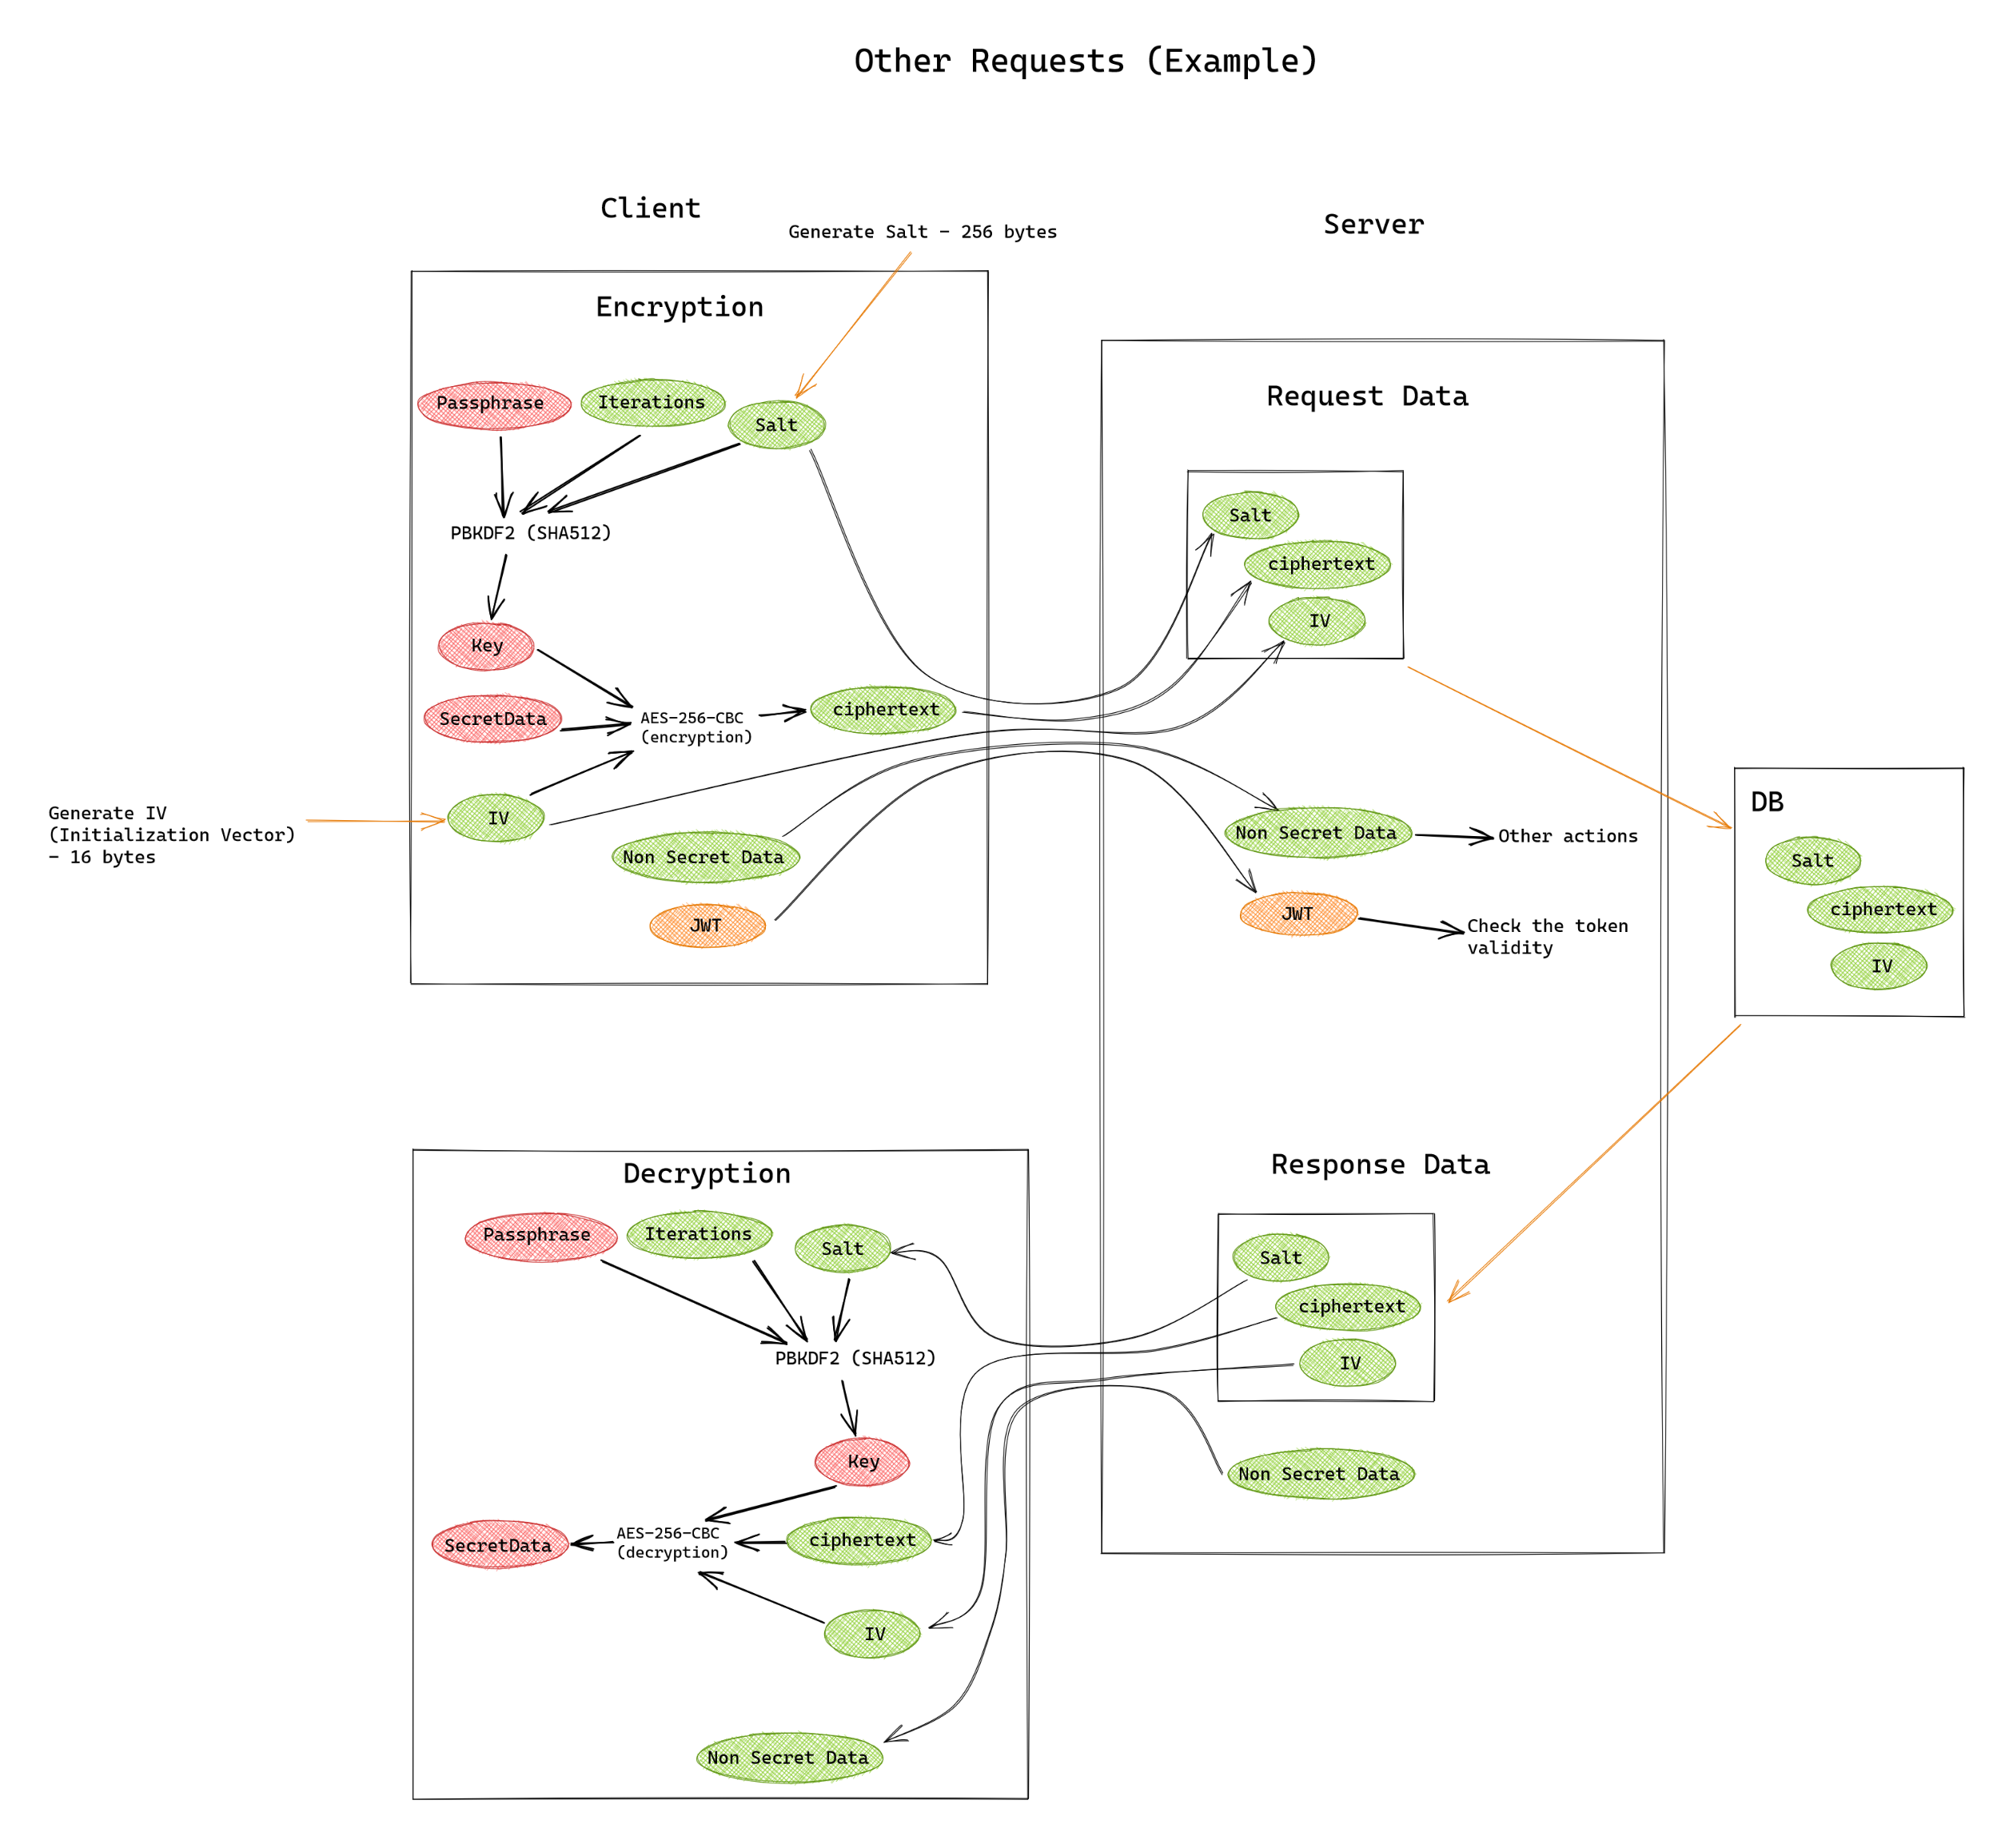 Other Requests (Example)
Client
Generate Salt - 256 bytes
Server
Encryption
Passphrase
Iterations
Salt
PBKDF2 (SHA512)
Key
SecretData
AES-256-CBC
(encryption)
ciphertext
IV
Generate IV
(Initialization Vector)
- 16 bytes
Non Secret Data
JWT
Request Data
Salt
ciphertext
IV
Non Secret Data
Other actions
JWT
Check the token
validity
DB
Salt
ciphertext
IV
Decryption
Passphrase
Iterations
Salt
PBKDF2 (SHA512)
Key
SecretData
AES-256-CBC
(decryption)
ciphertext
IV
Non Secret Data
Response Data
Salt
ciphertext
IV
Non Secret Data